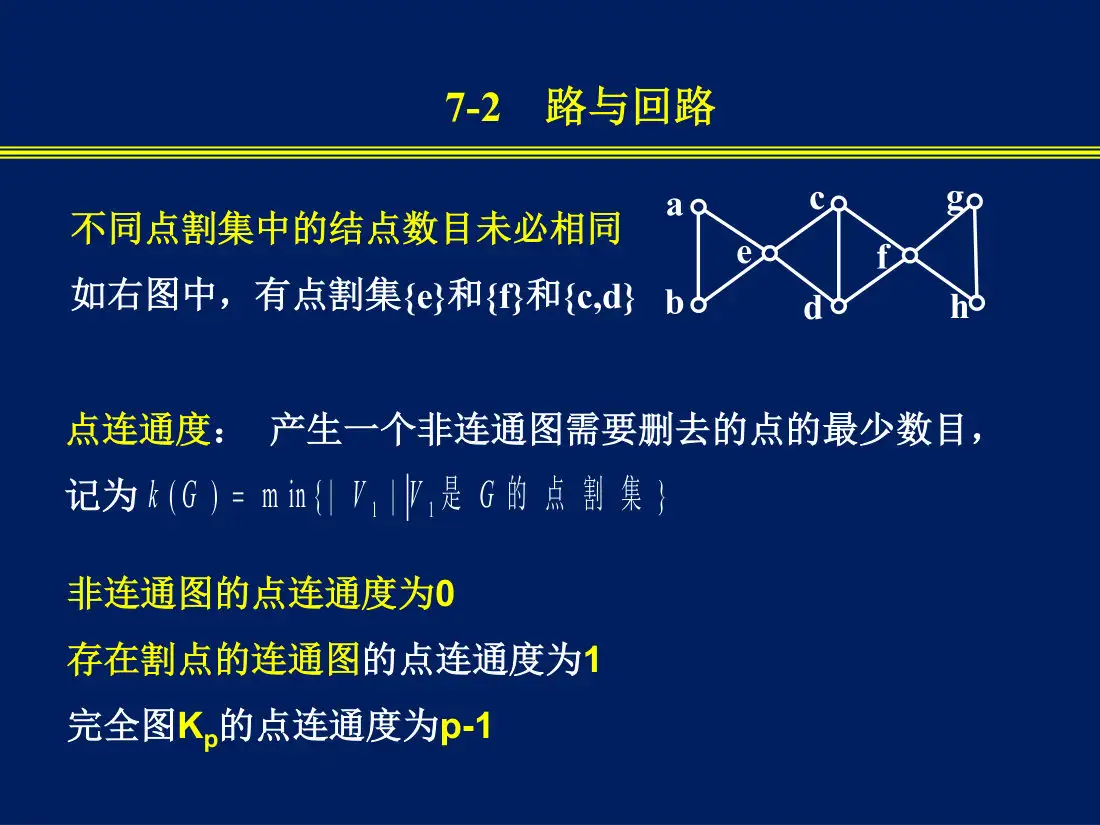 7-2 路与回路
不同点割集中的结点数目未必相同
如右图中，有点割集{e}和{f}和{c,d}
a c g
e f
b d h
点连通度： 产生一个非连通图需要删去的点的最少数目，
记为 k(G) = min{| V₁ | |V₁是 G 的 点 割 集 }
非连通图的点连通度为0
存在割点的连通图的点连通度为1
完全图Kₚ的点连通度为p-1